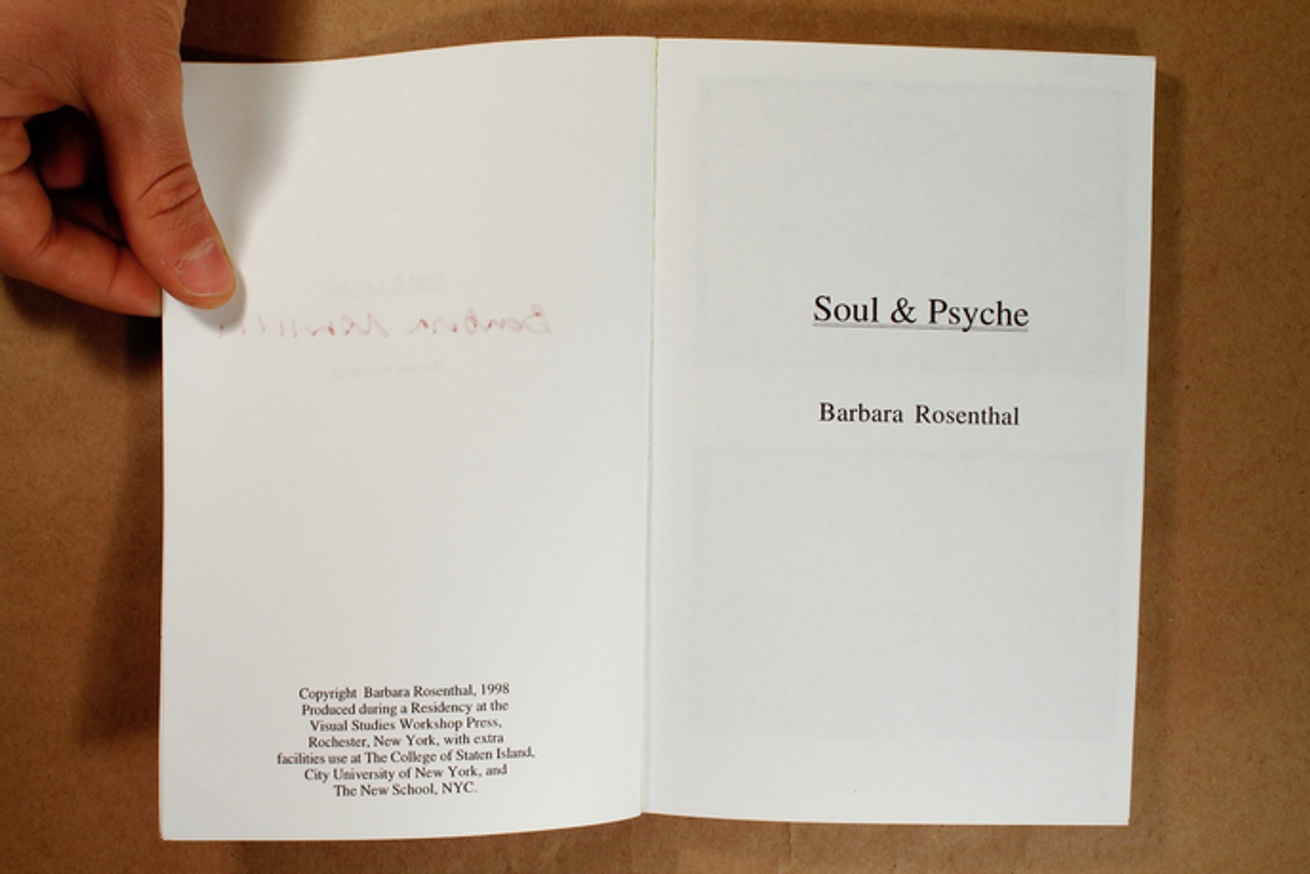 Copyright Barbara Rosenthal, 1998
Produced during a Residency at the
Visual Studies Workshop Press,
Rochester, New York, with extra
facilities use at The College of Staten Island,
City University of New York, and
The New School, NYC.
Soul & Psyche
Barbara Rosenthal